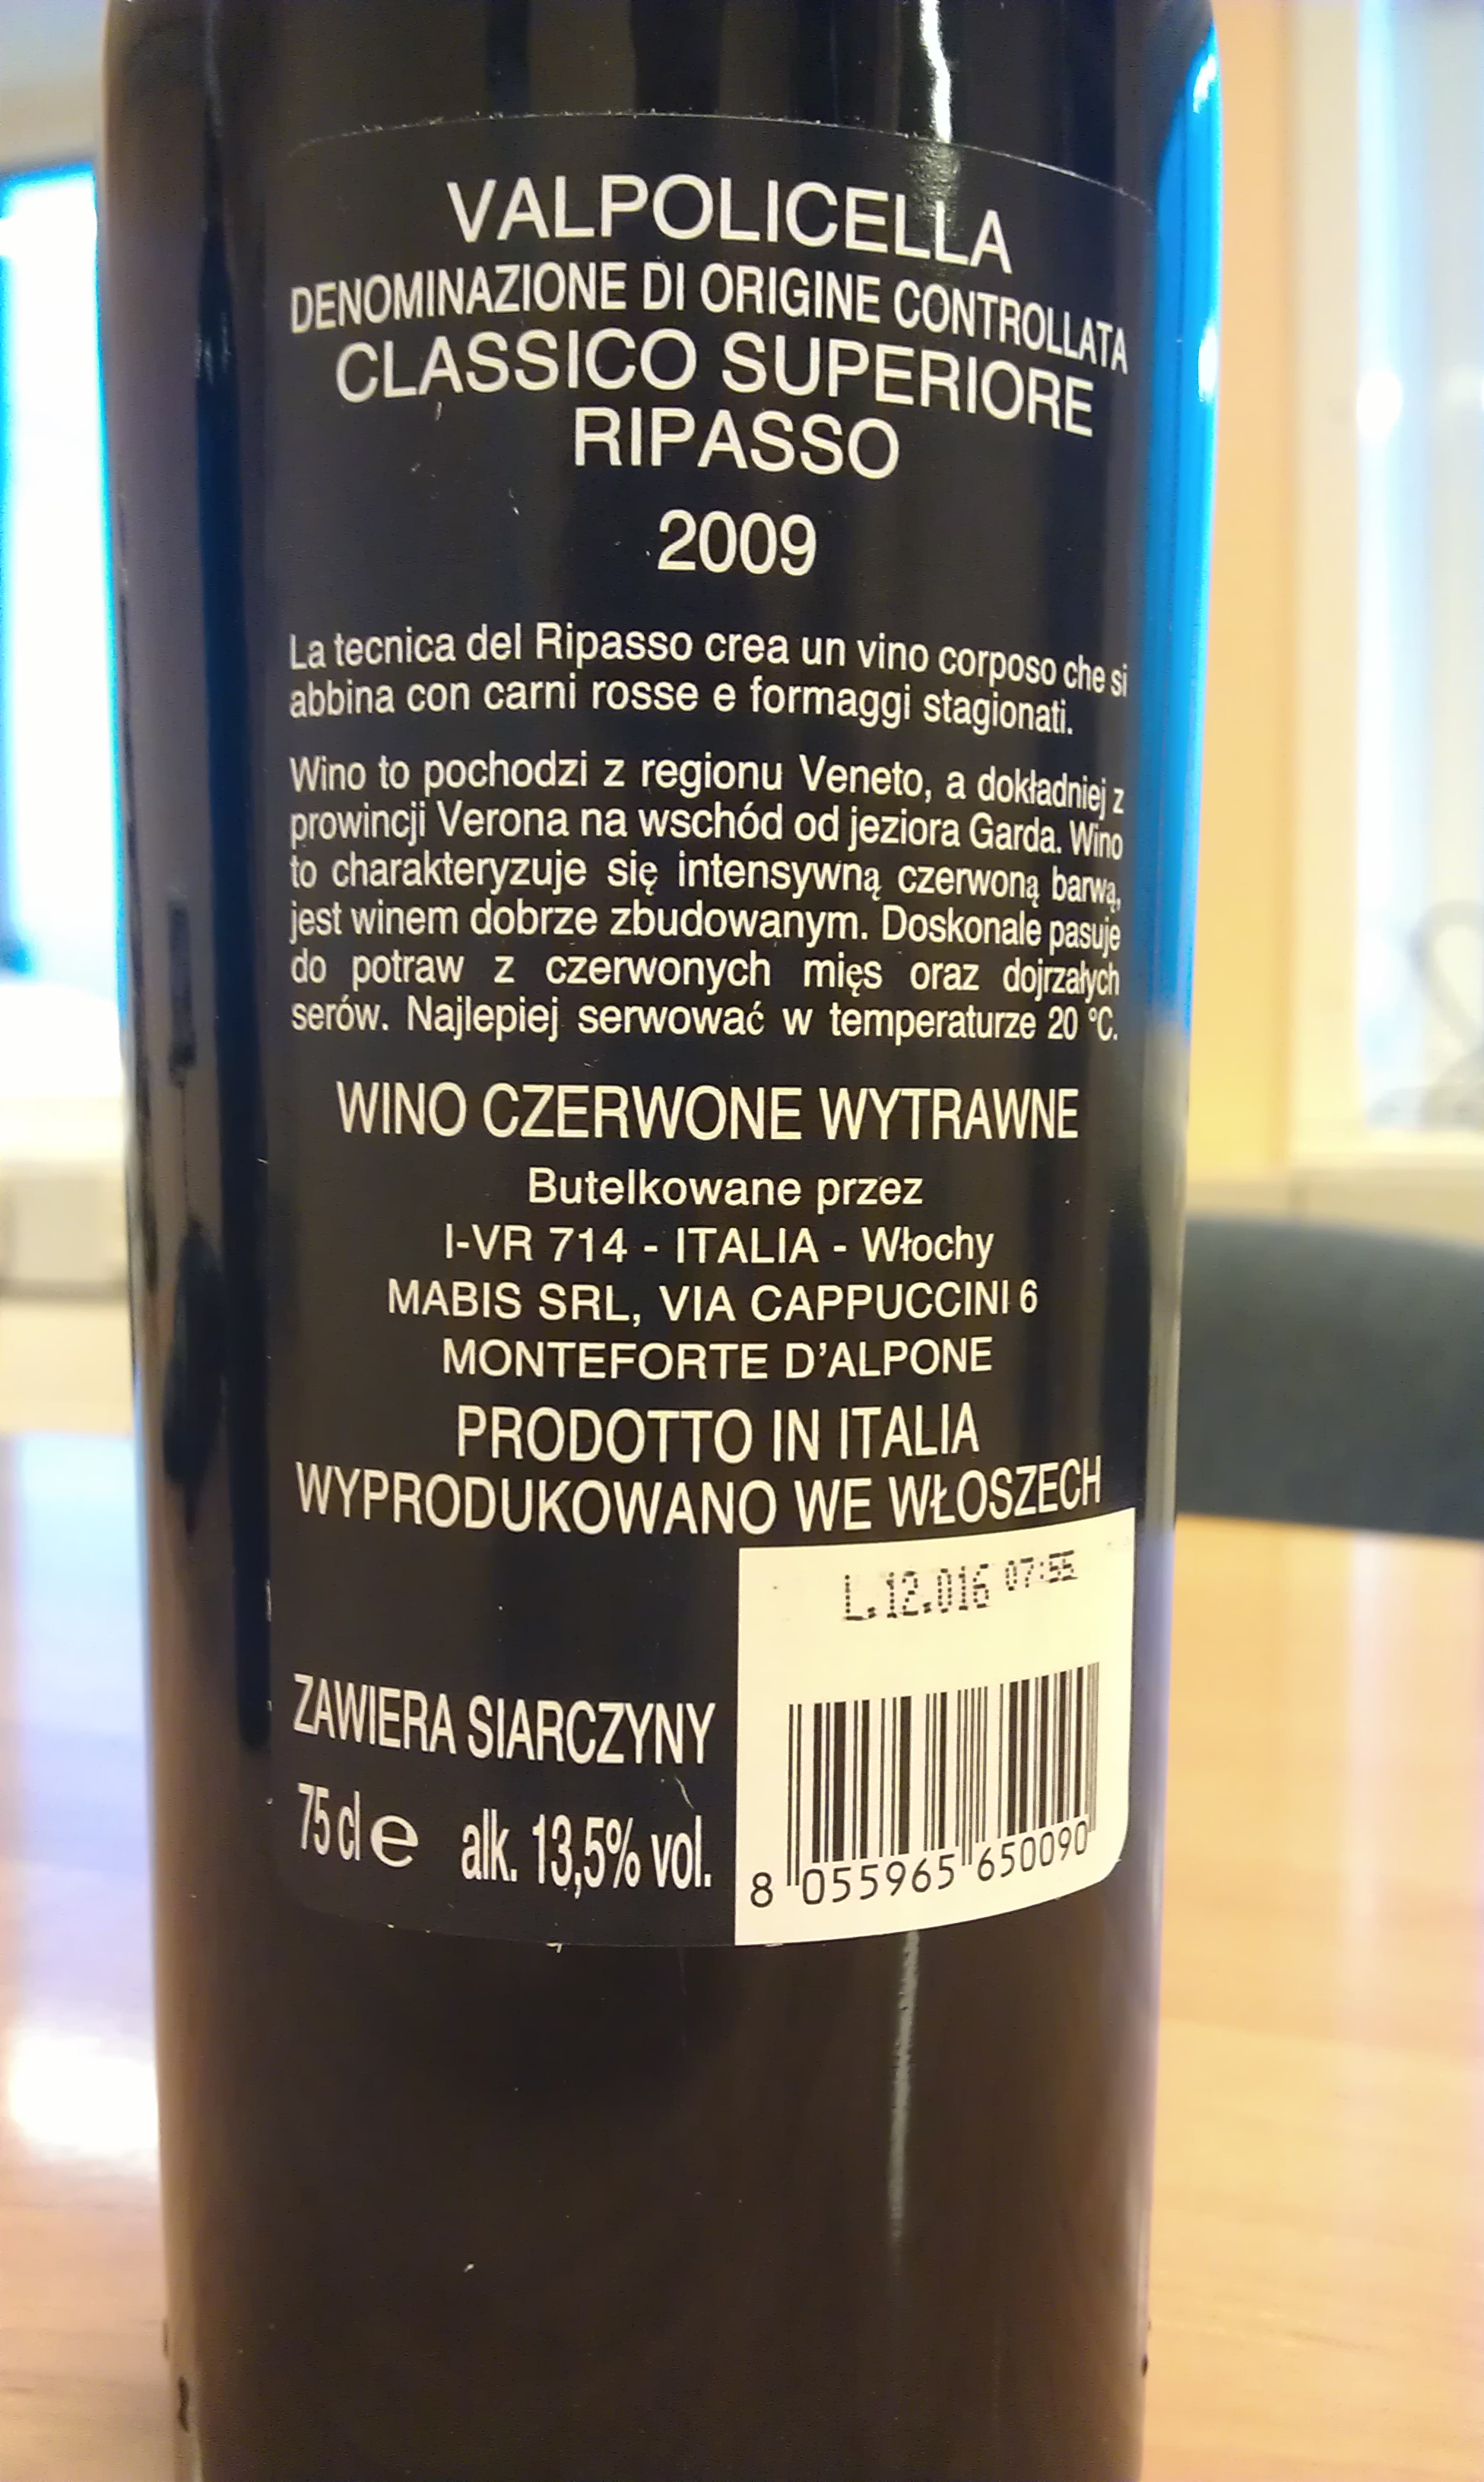 VALPOLICELLA
DENOMINAZIONE DI ORIGINE CONTROLLATA
CLASSICO SUPERIORE
RIPASSO
2009
La tecnica del Ripasso crea un vino corposo che si
abbina con carni rosse e formaggi stagionati.
Wino to pochodzi z regionu Veneto, a dokładniej z
prowincji Verona na wschód od jeziora Garda. Wino
to charakteryzuje się intensywną czerwoną barwą,
jest winem dobrze zbudowanym. Doskonale pasuje
do potraw z czerwonych mięs oraz dojrzałych
serów. Najlepiej serwować w temperaturze 20 °C.
WINO CZERWONE WYTRAWNE
Butelkowane przez
I-VR 714 - ITALIA - Włochy
MABIS SRL, VIA CAPPUCCINI 6
MONTEFORTE D'ALPONE
PRODOTTO IN ITALIA
WYPRODUKOWANO WE WŁOSZECH
L.12.016 07:55
ZAWIERA SIARCZYNY
75 cl e alk. 13,5% vol.
8 055965 650090